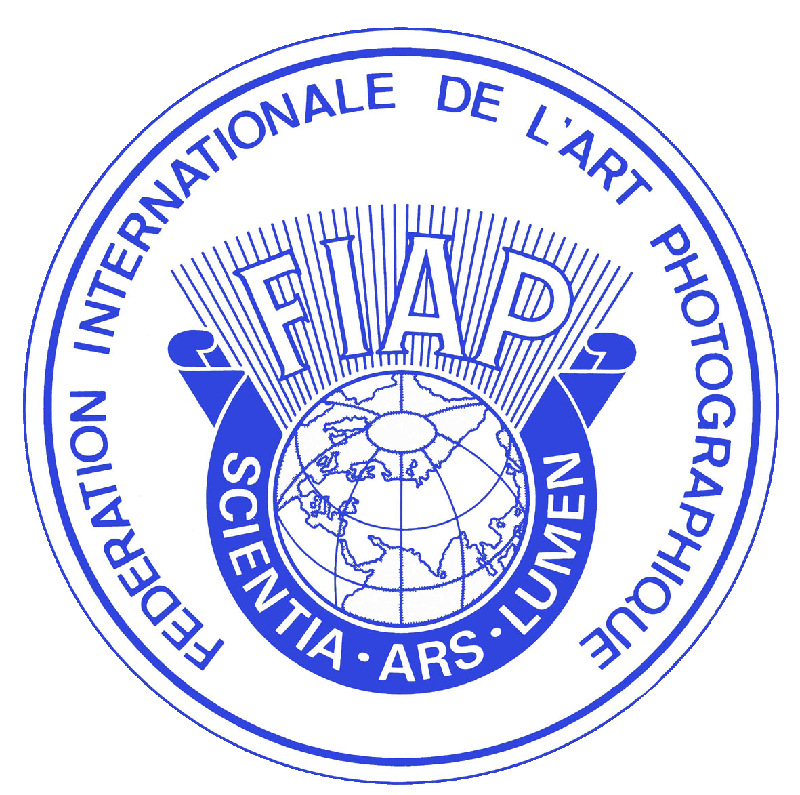 FEDERATION INTERNATIONALE DE L'ART PHOTOGRAPHIQUE
FIAP
SCIENTIA · ARS · LUMEN